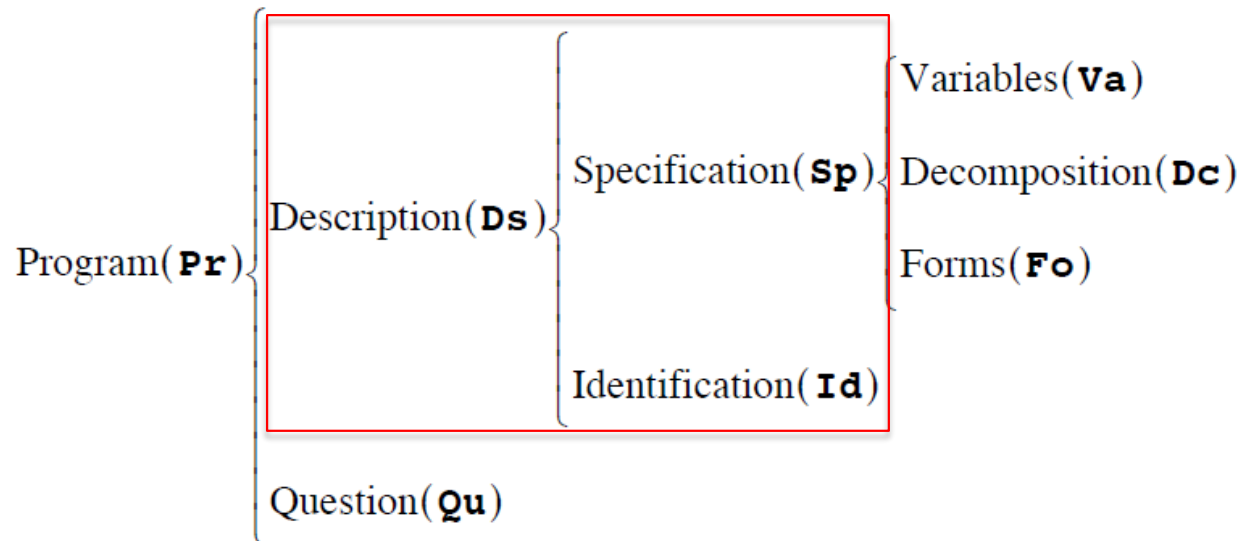 Program(Pr)
Description(Ds)
Specification(Sp)
Variables(Va)
Decomposition(Dc)
Forms(Fo)
Identification(Id)
Question(Qu)